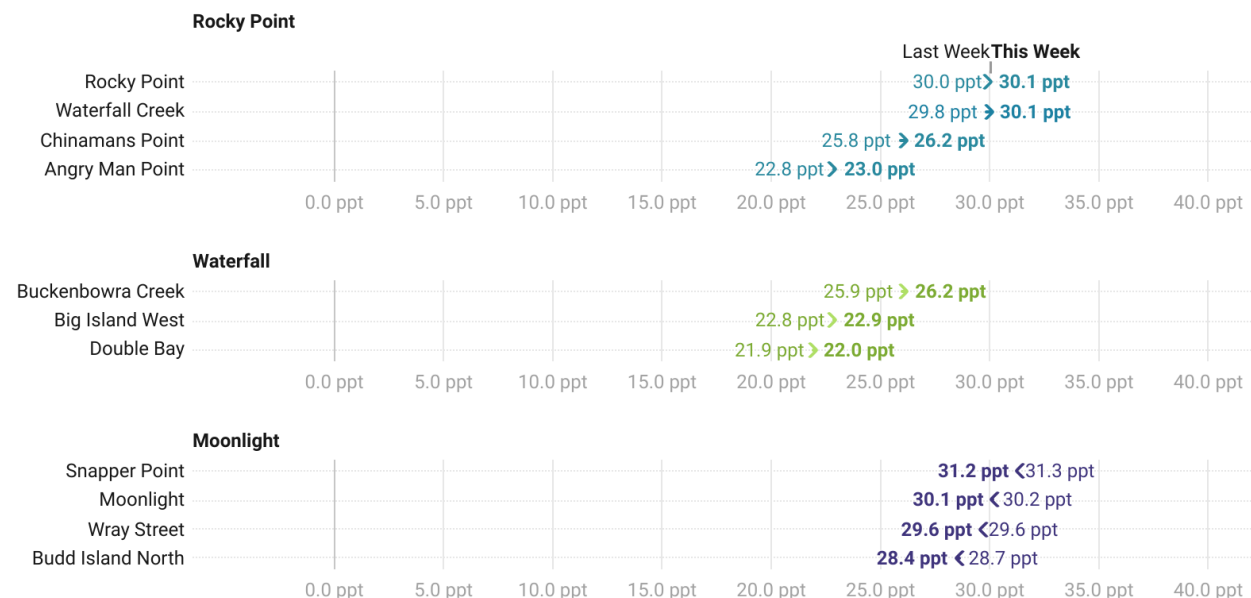 Rocky Point
Last Week This Week
Rocky Point 30.0 ppt 30.1 ppt
Waterfall Creek 29.8 ppt 30.1 ppt
Chinamans Point 25.8 ppt 26.2 ppt
Angry Man Point 22.8 ppt 23.0 ppt
0.0 ppt 5.0 ppt 10.0 ppt 15.0 ppt 20.0 ppt 25.0 ppt 30.0 ppt 35.0 ppt 40.0 ppt
Waterfall
Buckenbowra Creek 25.9 ppt 26.2 ppt
Big Island West 22.8 ppt 22.9 ppt
Double Bay 21.9 ppt 22.0 ppt
0.0 ppt 5.0 ppt 10.0 ppt 15.0 ppt 20.0 ppt 25.0 ppt 30.0 ppt 35.0 ppt 40.0 ppt
Moonlight
Snapper Point 31.2 ppt 31.3 ppt
Moonlight 30.1 ppt 30.2 ppt
Wray Street 29.6 ppt 29.6 ppt
Budd Island North 28.4 ppt 28.7 ppt
0.0 ppt 5.0 ppt 10.0 ppt 15.0 ppt 20.0 ppt 25.0 ppt 30.0 ppt 35.0 ppt 40.0 ppt